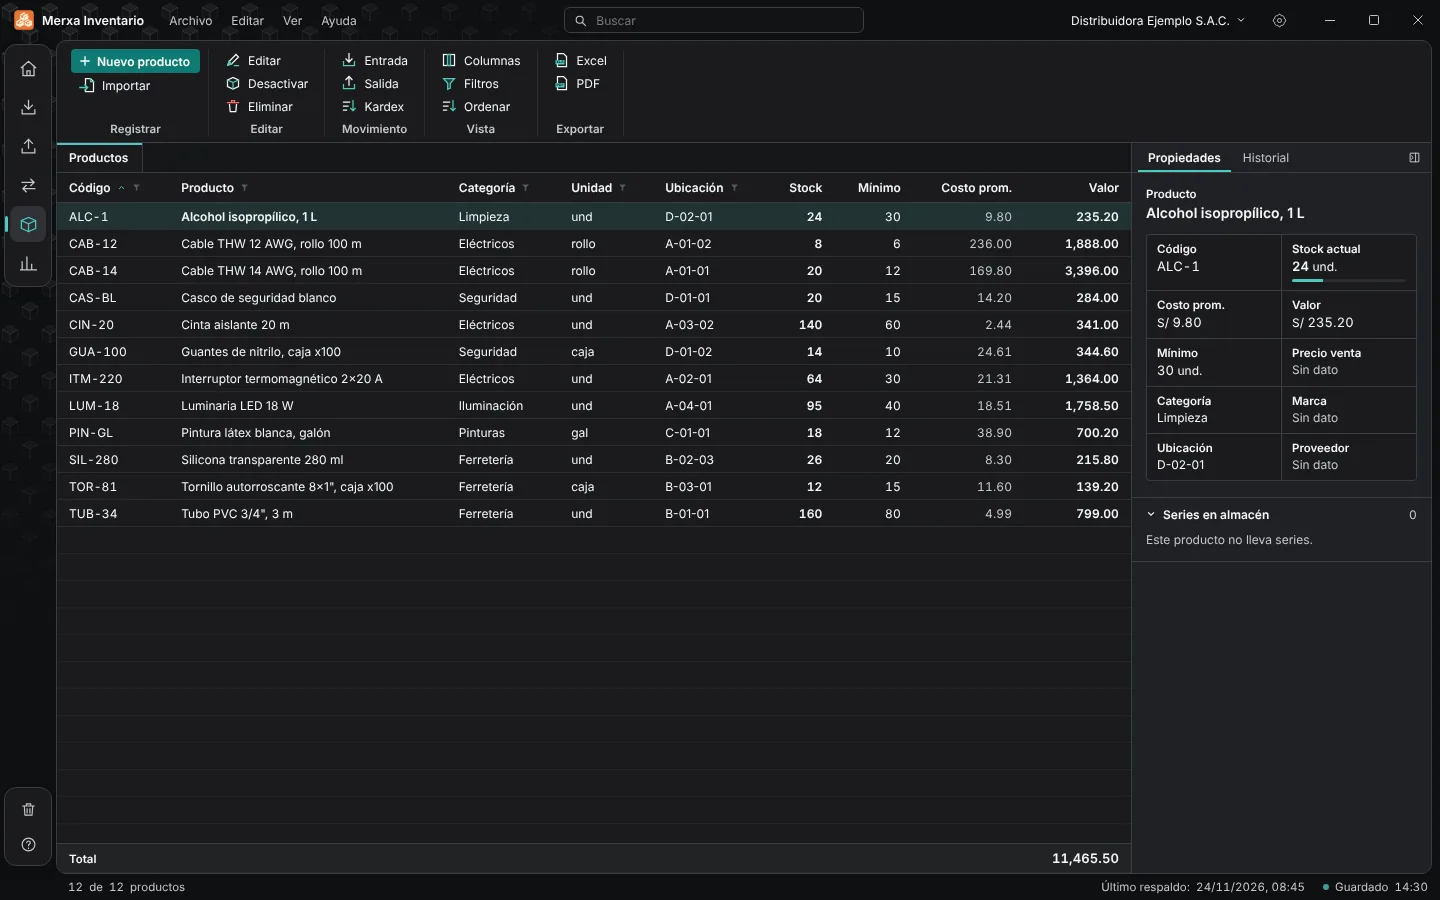 Merxa Inventario Archivo Editar Ver Ayuda Buscar Distribuidora Ejemplo S.A.C.
Nuevo producto Editar Entrada Columnas Excel
Importar Desactivar Salida Filtros PDF
Eliminar Kardex Ordenar
Registrar Editar Movimiento Vista Exportar
Productos
Código Producto Categoría Unidad Ubicación Stock Mínimo Costo prom. Valor
ALC-1 Alcohol isopropílico, 1 L Limpieza und D-02-01 24 30 9.80 235.20
CAB-12 Cable THW 12 AWG, rollo 100 m Eléctricos rollo A-01-02 8 6 236.00 1,888.00
CAB-14 Cable THW 14 AWG, rollo 100 m Eléctricos rollo A-01-01 20 12 169.80 3,396.00
CAS-BL Casco de seguridad blanco Seguridad und D-01-01 20 15 14.20 284.00
CIN-20 Cinta aislante 20 m Eléctricos und A-03-02 140 60 2.44 341.00
GUA-100 Guantes de nitrilo, caja x100 Seguridad caja D-01-02 14 10 24.61 344.60
ITM-220 Interruptor termomagnético 2×20 A Eléctricos und A-02-01 64 30 21.31 1,364.00
LUM-18 Luminaria LED 18 W Iluminación und A-04-01 95 40 18.51 1,758.50
PIN-GL Pintura látex blanca, galón Pinturas gal C-01-01 18 12 38.90 700.20
SIL-280 Silicona transparente 280 ml Ferretería und B-02-03 26 20 8.30 215.80
TOR-81 Tornillo autorroscante 8×1", caja x100 Ferretería caja B-03-01 12 15 11.60 139.20
TUB-34 Tubo PVC 3/4", 3 m Ferretería und B-01-01 160 80 4.99 799.00
Total 11,465.50
Propiedades Historial
Producto
Alcohol isopropílico, 1 L
Código Stock actual
ALC-1 24 und.
Costo prom. Valor
S/ 9.80 S/ 235.20
Mínimo Precio venta
30 und. Sin dato
Categoría Marca
Limpieza Sin dato
Ubicación Proveedor
D-02-01 Sin dato
Series en almacén 0
Este producto no lleva series.
12 de 12 productos Último respaldo: 24/11/2026, 08:45 Guardado 14:30